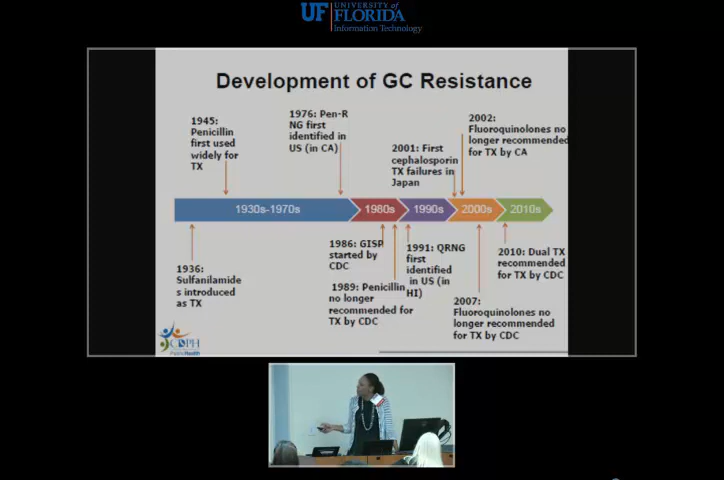 UF UNIVERSITY of
FLORIDA
Information Technology
Development of GC Resistance
1945:
Penicillin
first used
widely for
TX
1976: Pen-R
NG first
identified in
US (in CA)
2001: First
cephalosporin
TX failures in
Japan
2002:
Fluoroquinolones no
longer recommended
for TX by CA
1930s-1970s
1980s
1990s
2000s
2010s
1936:
Sulfanilamide
s introduced
as TX
1986: GISP
started by
CDC
1989: Penicillin
no longer
recommended for
TX by CDC
1991: QRNG
first
identified
in US (in
HI)
2007:
Fluoroquinolones no
longer recommended
for TX by CDC
2010: Dual TX
recommended
for TX by CDC
CDPH
PublicHealth